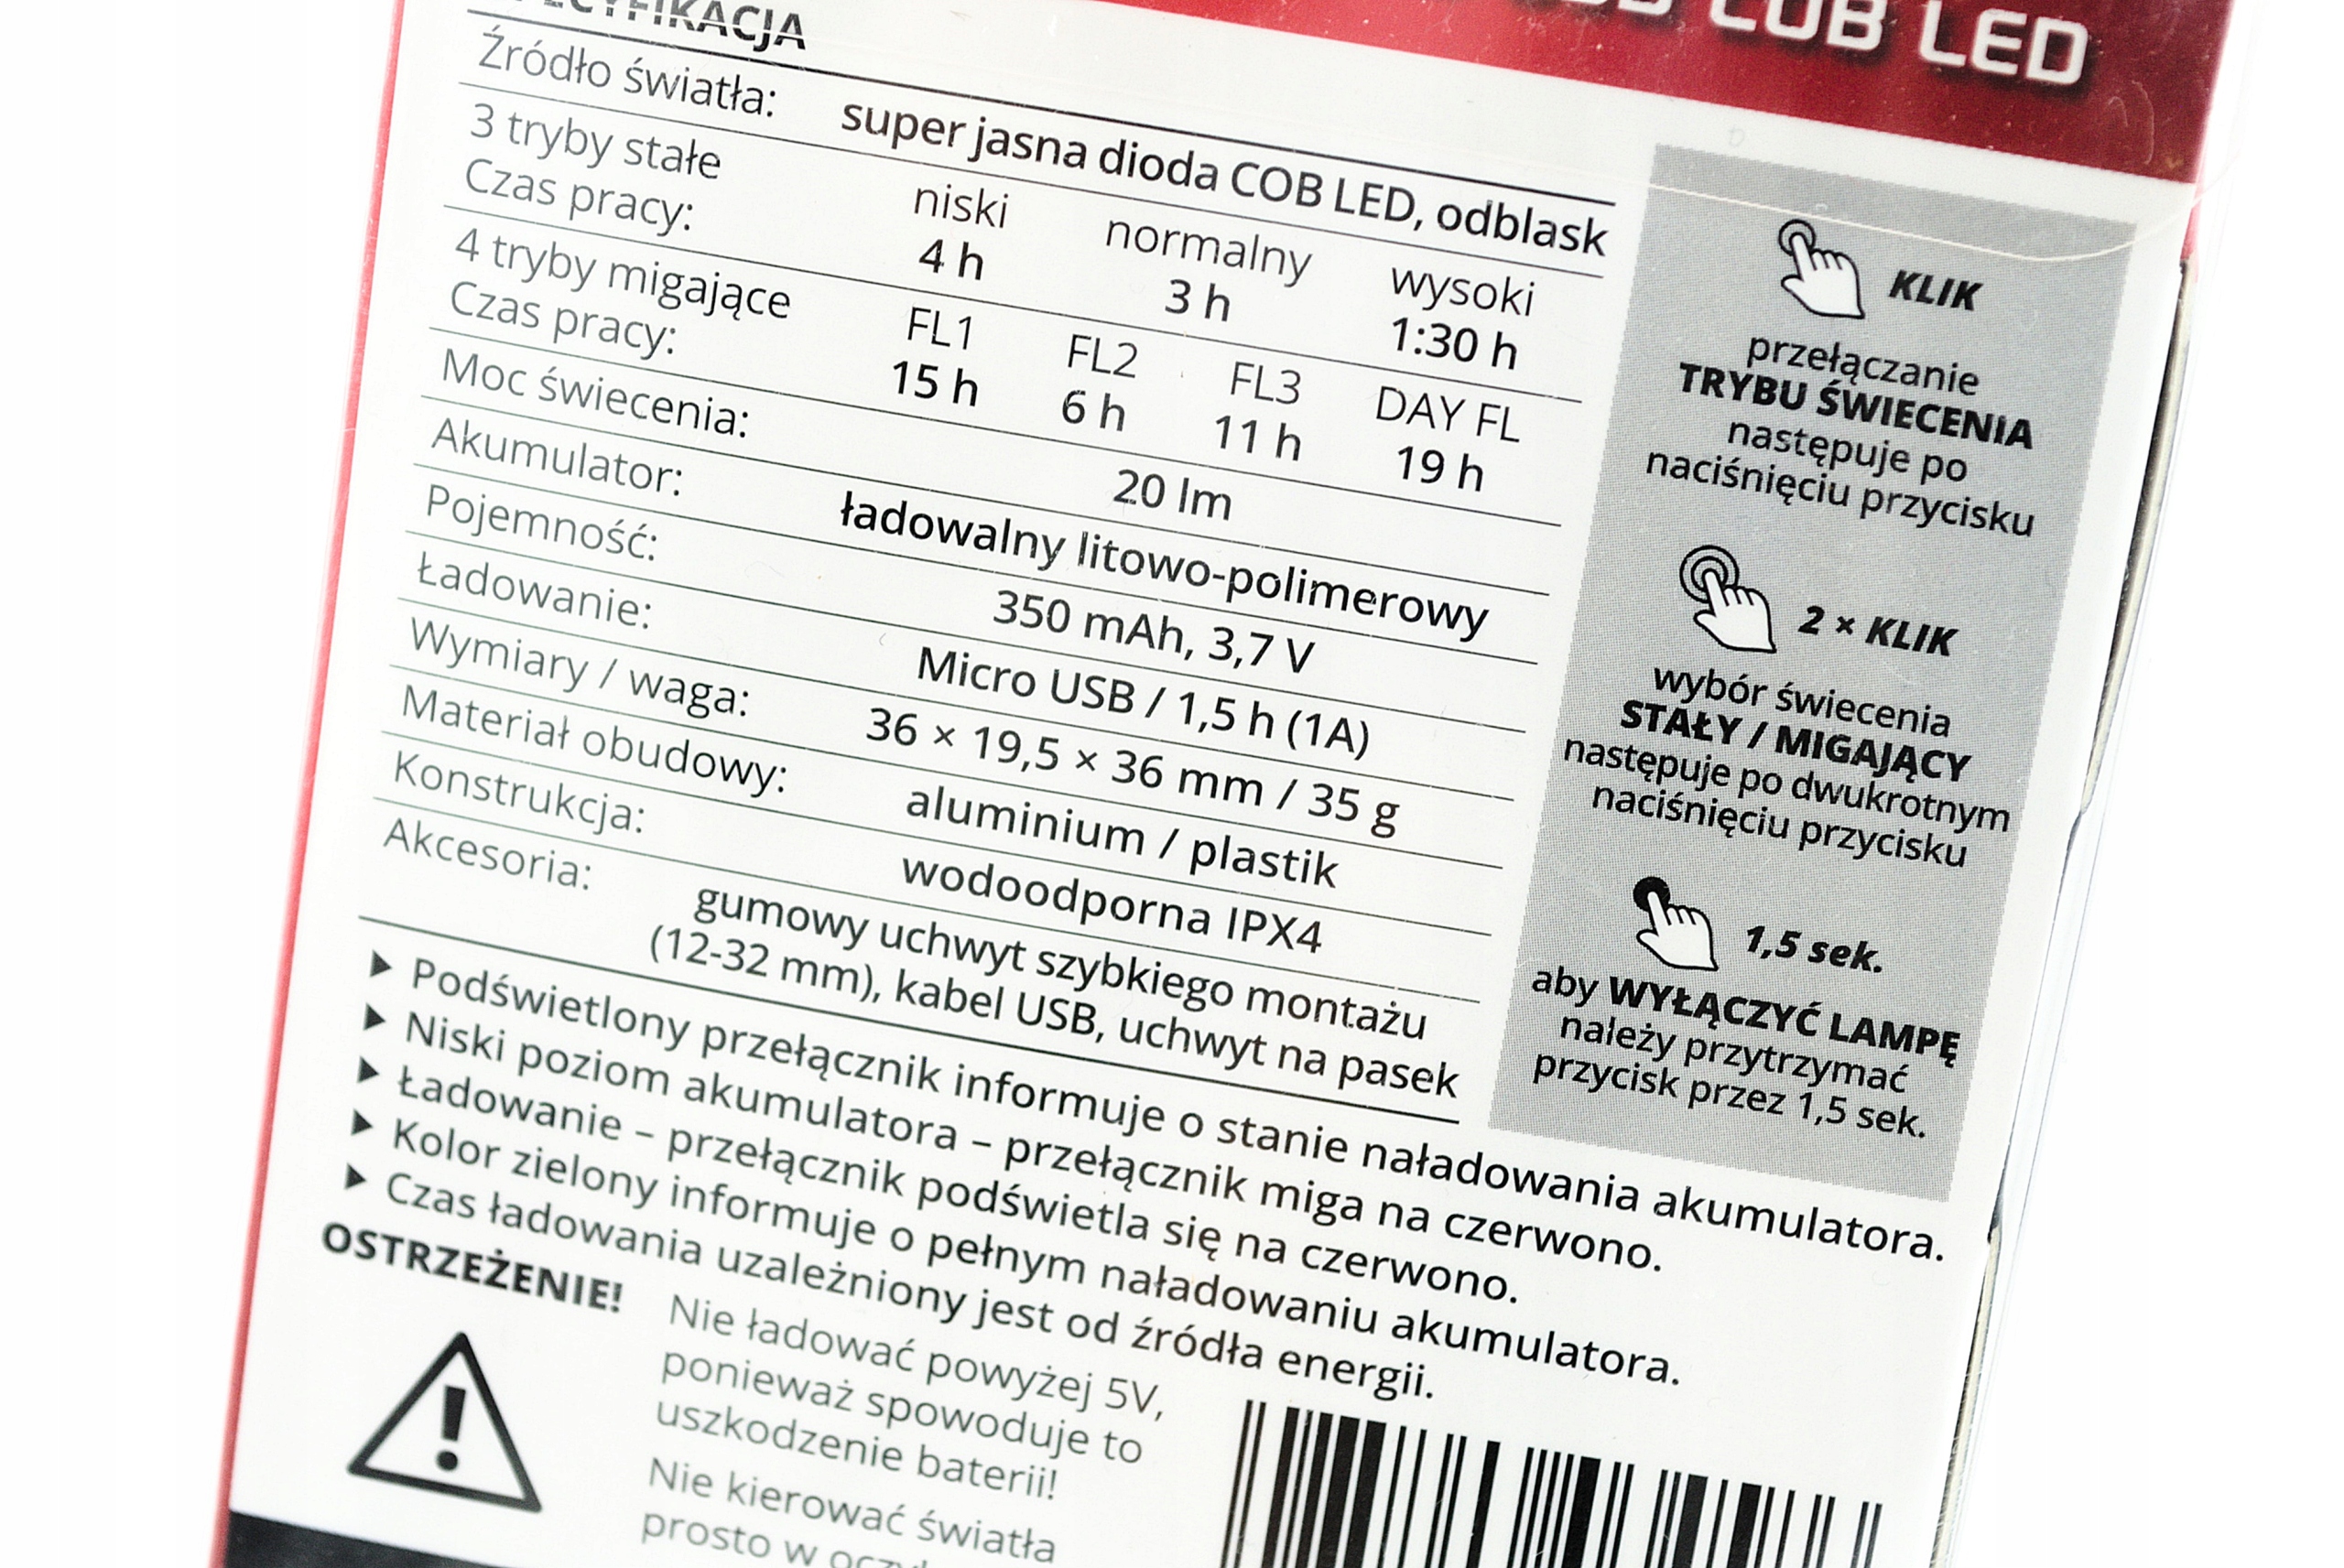 COB LED
SPECYFIKACJA
Źródło światła: super jasna dioda COB LED, odblask
3 tryby stałe niski normalny wysoki
Czas pracy: 4 h 3 h 1:30 h
4 tryby migające FL1 FL2 FL3 DAY FL
Czas pracy: 15 h 6 h 11 h 19 h
Moc świecenia: 20 lm
Akumulator: ładowalny litowo-polimerowy
Pojemność: 350 mAh, 3,7 V
Ładowanie: Micro USB / 1,5 h (1A)
Wymiary / waga: 36 × 19,5 × 36 mm / 35 g
Materiał obudowy: aluminium / plastik
Konstrukcja: wodoodporna IPX4
Akcesoria: gumowy uchwyt szybkiego montażu
(12-32 mm), kabel USB, uchwyt na pasek
KLIK
przełączanie
TRYBU ŚWIECENIA
następuje po
naciśnięciu przycisku
2 × KLIK
wybór świecenia
STAŁY / MIGAJĄCY
następuje po dwukrotnym
naciśnięciu przycisku
1,5 sek.
aby WYŁĄCZYĆ LAMPĘ
należy przytrzymać
przycisk przez 1,5 sek.
▶ Podświetlony przełącznik informuje o stanie naładowania akumulatora.
▶ Niski poziom akumulatora – przełącznik miga na czerwono.
▶ Ładowanie – przełącznik podświetla się na czerwono.
▶ Kolor zielony informuje o pełnym naładowaniu akumulatora.
▶ Czas ładowania uzależniony jest od źródła energii.
OSTRZEŻENIE!
Nie ładować powyżej 5V,
ponieważ spowoduje to
uszkodzenie baterii!
Nie kierować światła
prosto w